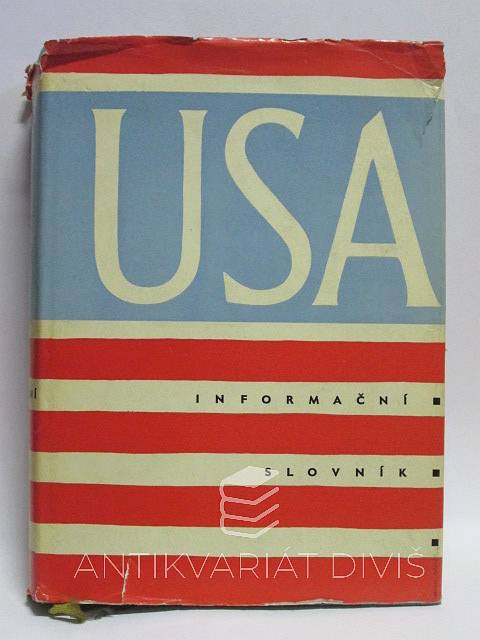 USA
INFORMAČNÍ
SLOVNÍK
ANTIKVARIÁT DIVIŠ